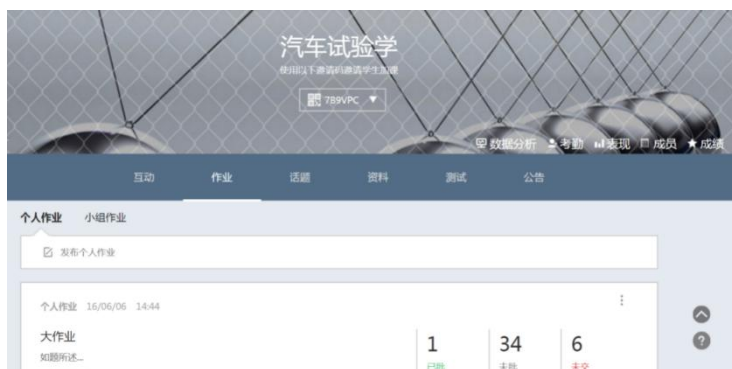 汽车试验学
使用以下邀请码邀请学生加课
789VPC ▼
数据分析 考勤 表现 成员 成绩
互动 作业 话题 资料 测试 公告
个人作业 小组作业
发布个人作业
个人作业 16/06/06 14:44
大作业
如题所述...
1 34 6
已批 未批 未交